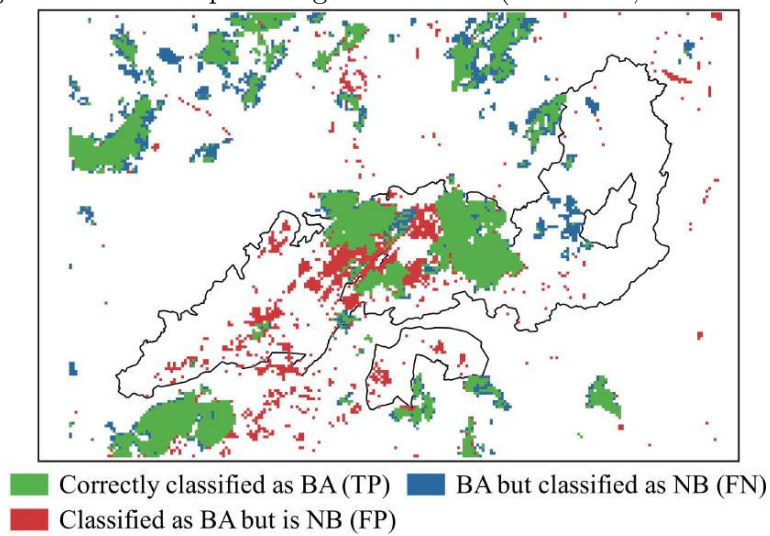 Correctly classified as BA (TP)
BA but classified as NB (FN)
Classified as BA but is NB (FP)